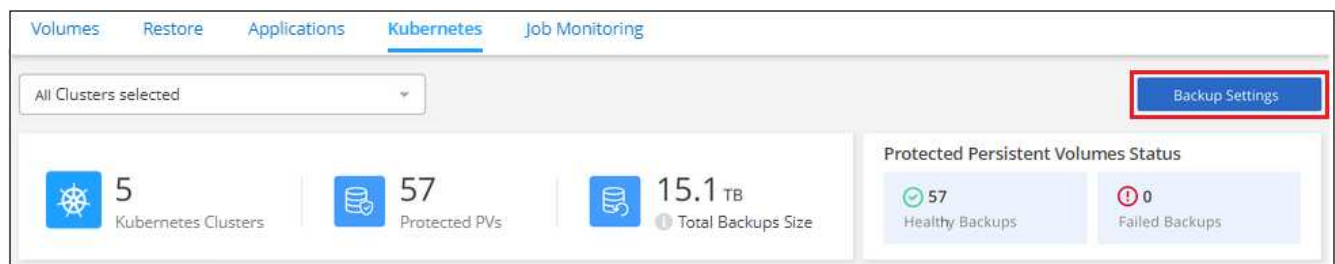 Volumes Restore Applications Kubernetes Job Monitoring
All Clusters selected
Backup Settings
5
Kubernetes Clusters
57
Protected PVs
15.1 TB
Total Backups Size
Protected Persistent Volumes Status
57
Healthy Backups
0
Failed Backups